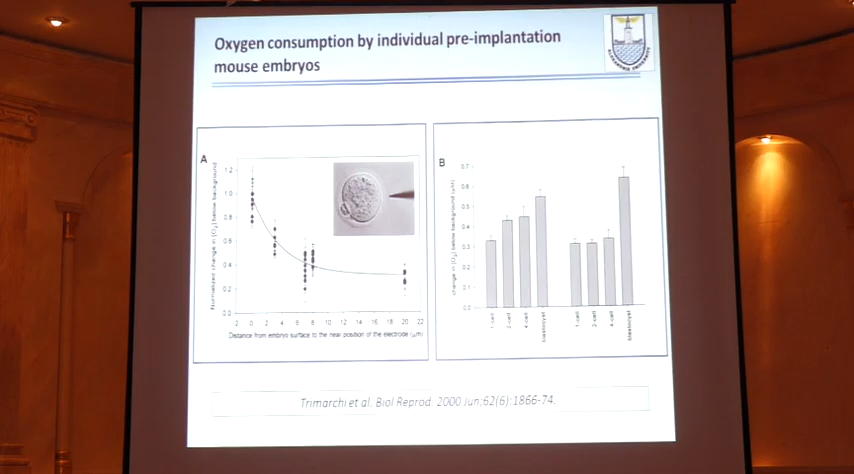 Oxygen consumption by individual pre-implantation
mouse embryos
ALEXANDRIA UNIVERSITY
A
Normalized change in [O₂] below background
1.2
1.0
0.8
0.6
0.4
0.2
0.0
-2 0 2 4 6 8 10 12 14 16 18 20 22
Distance from embryo surface to the near position of the electrode (μm)
B
change in [O₂] below background (μM)
0.7
0.6
0.5
0.4
0.3
0.2
0.1
0.0
1-cell
2-cell
4-cell
blastocyst
1-cell
2-cell
4-cell
blastocyst
Trimarchi et al. Biol Reprod. 2000 Jun;62(6):1866-74.